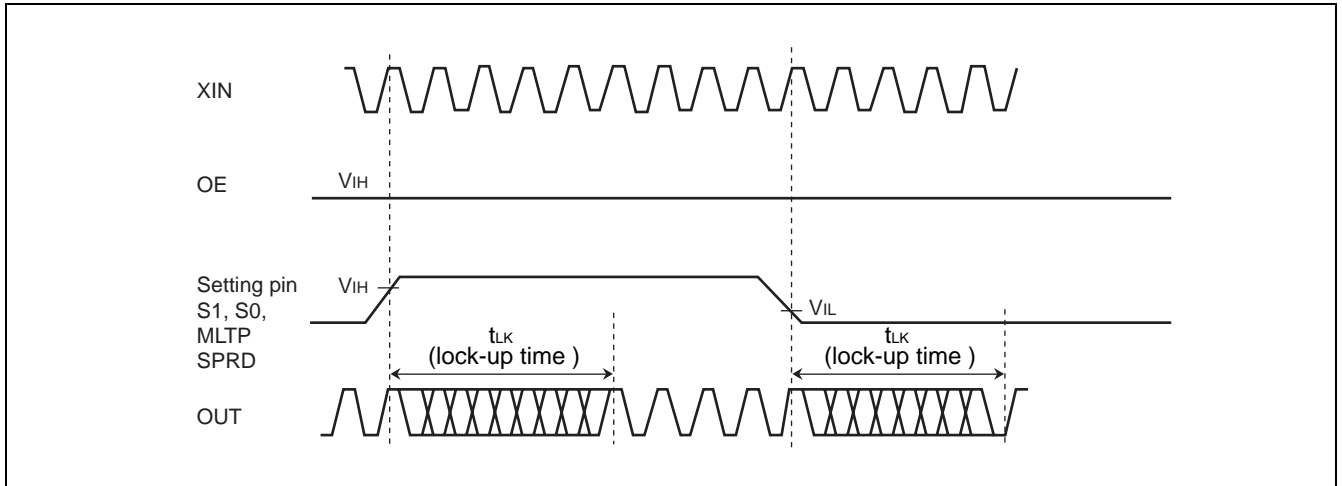 XIN
OE
VIH
Setting pin
S1, S0,
MLTP
SPRD
VIH
VIL
tLK
(lock-up time )
tLK
(lock-up time )
OUT